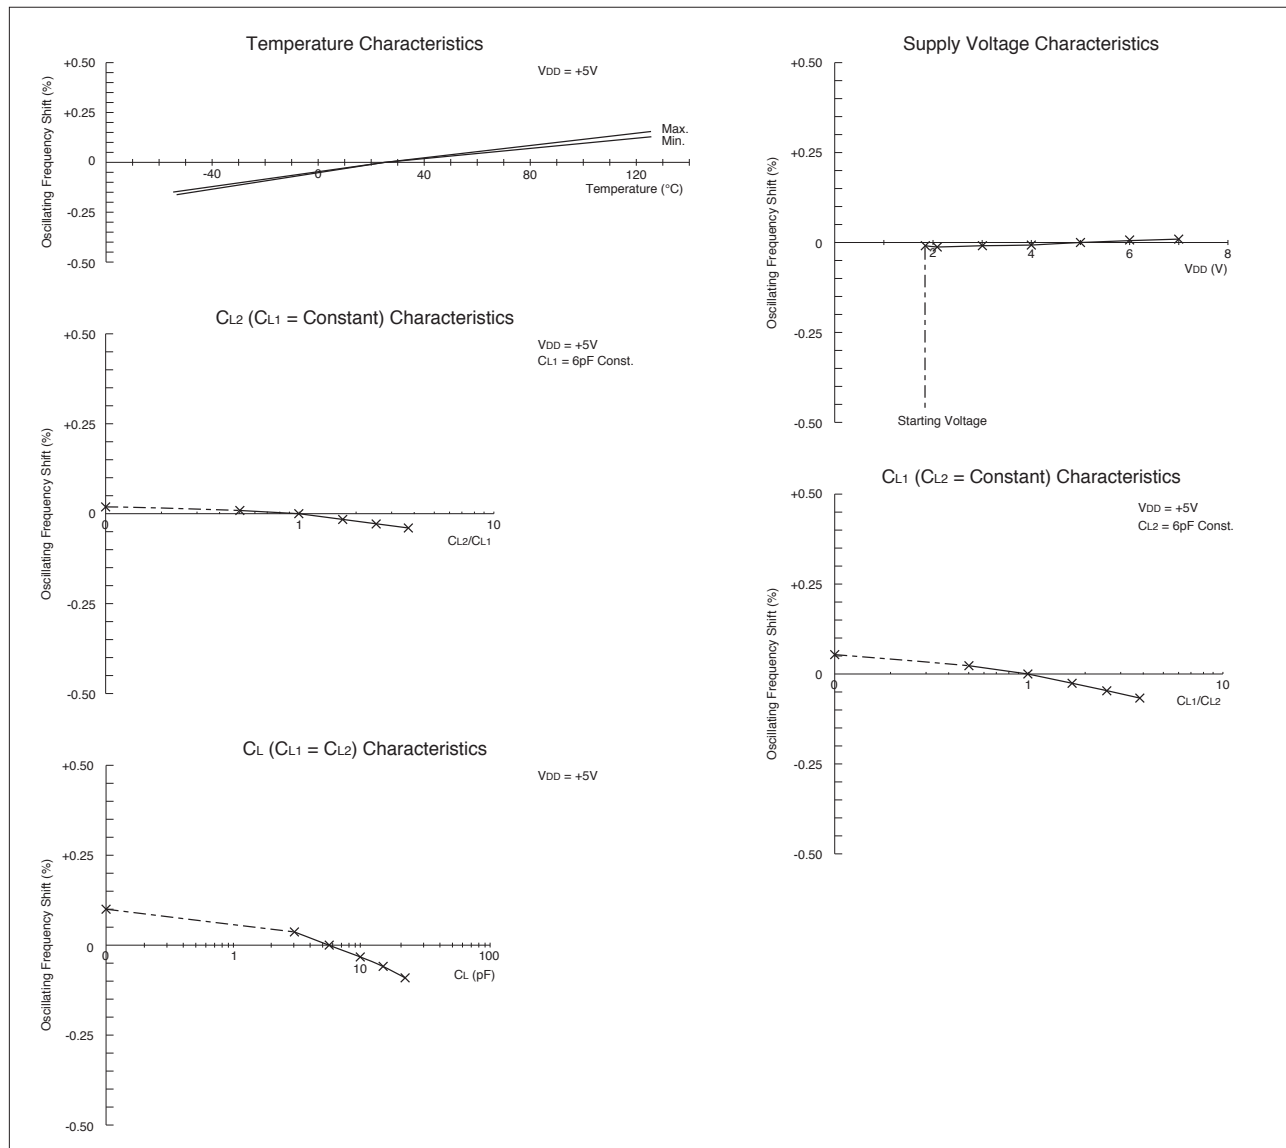 Temperature Characteristics
VDD = +5V
Oscillating Frequency Shift (%)
+0.50
+0.25
0
-0.25
-0.50
-40
0
40
80
120
Temperature (°C)
Max.
Min.
CL2 (CL1 = Constant) Characteristics
VDD = +5V
CL1 = 6pF Const.
Oscillating Frequency Shift (%)
+0.50
+0.25
0
-0.25
-0.50
0
1
10
CL2/CL1
CL (CL1 = CL2) Characteristics
VDD = +5V
Oscillating Frequency Shift (%)
+0.50
+0.25
0
-0.25
-0.50
0
1
10
100
CL (pF)
Supply Voltage Characteristics
Oscillating Frequency Shift (%)
+0.50
+0.25
0
-0.25
-0.50
2
4
6
8
VDD (V)
Starting Voltage
CL1 (CL2 = Constant) Characteristics
VDD = +5V
CL2 = 6pF Const.
Oscillating Frequency Shift (%)
+0.50
+0.25
0
-0.25
-0.50
0
1
10
CL1/CL2